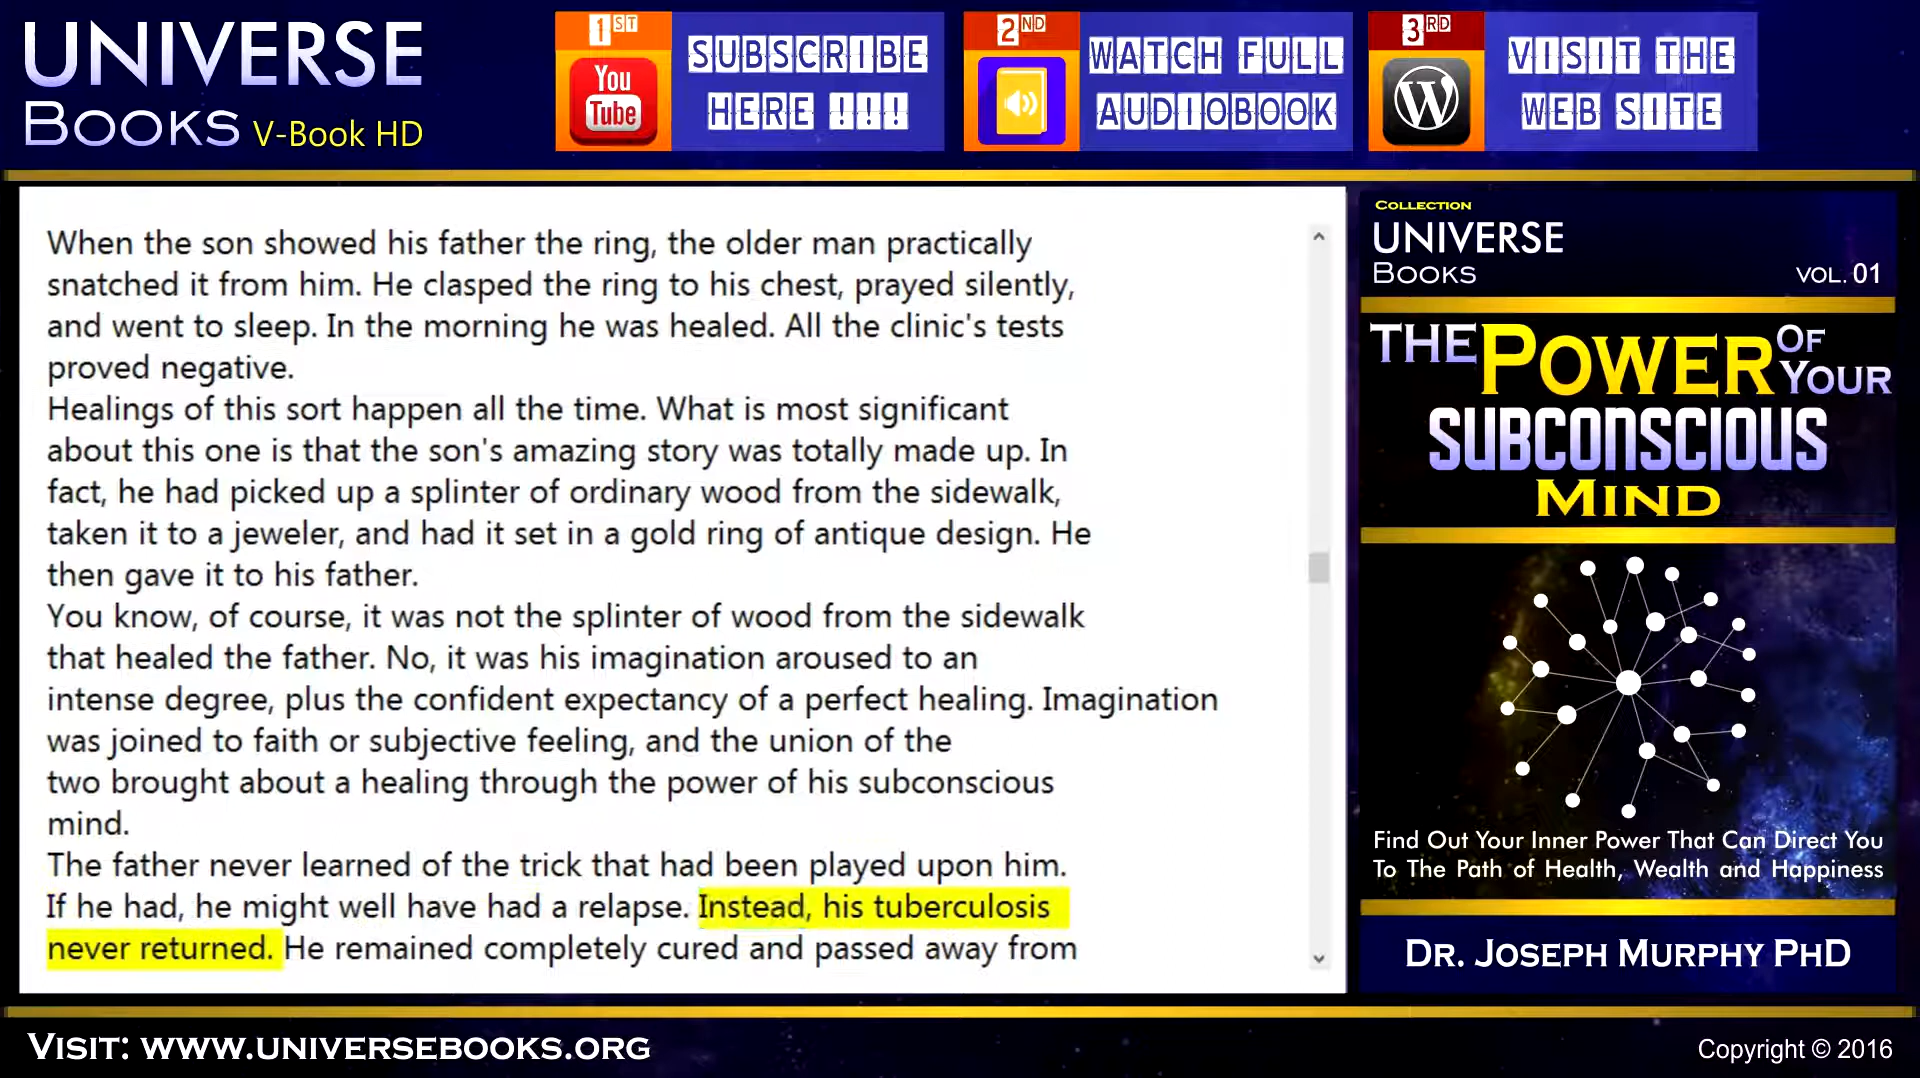 UNIVERSE
BOOKS V-Book HD
1ST
You
Tube
SUBSCRIBE
HERE !!!
2ND
WATCH FULL
AUDIOBOOK
3RD
W
VISIT THE
WEB SITE
When the son showed his father the ring, the older man practically
snatched it from him. He clasped the ring to his chest, prayed silently,
and went to sleep. In the morning he was healed. All the clinic's tests
proved negative.
Healings of this sort happen all the time. What is most significant
about this one is that the son's amazing story was totally made up. In
fact, he had picked up a splinter of ordinary wood from the sidewalk,
taken it to a jeweler, and had it set in a gold ring of antique design. He
then gave it to his father.
You know, of course, it was not the splinter of wood from the sidewalk
that healed the father. No, it was his imagination aroused to an
intense degree, plus the confident expectancy of a perfect healing. Imagination
was joined to faith or subjective feeling, and the union of the
two brought about a healing through the power of his subconscious
mind.
The father never learned of the trick that had been played upon him.
If he had, he might well have had a relapse. Instead, his tuberculosis
never returned. He remained completely cured and passed away from
COLLECTION
UNIVERSE
BOOKS
VOL. 01
THE POWER OF YOUR
SUBCONSCIOUS
MIND
Find Out Your Inner Power That Can Direct You
To The Path of Health, Wealth and Happiness
DR. JOSEPH MURPHY PHD
VISIT: WWW.UNIVERSEBOOKS.ORG
Copyright © 2016